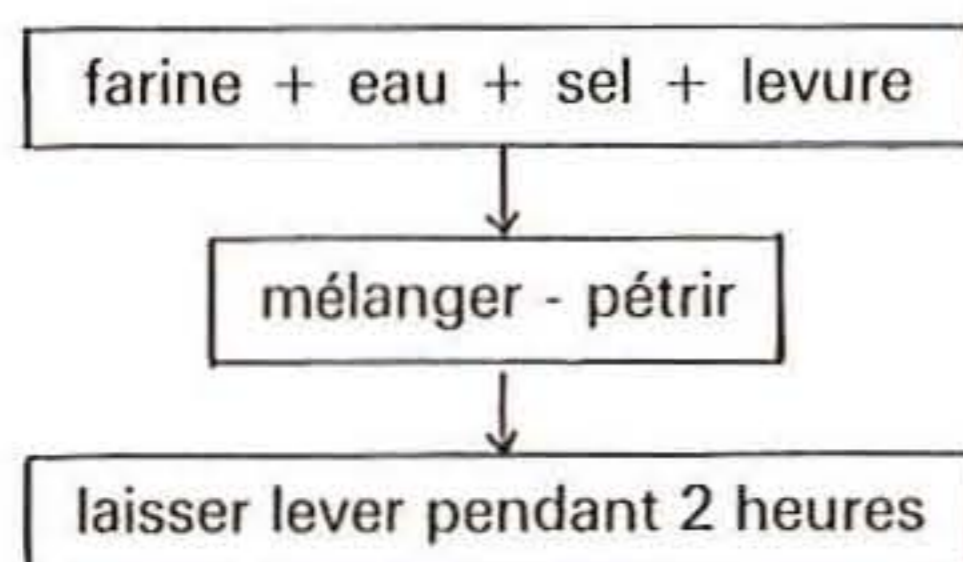 farine + eau + sel + levure
mélanger - pétrir
laisser lever pendant 2 heures